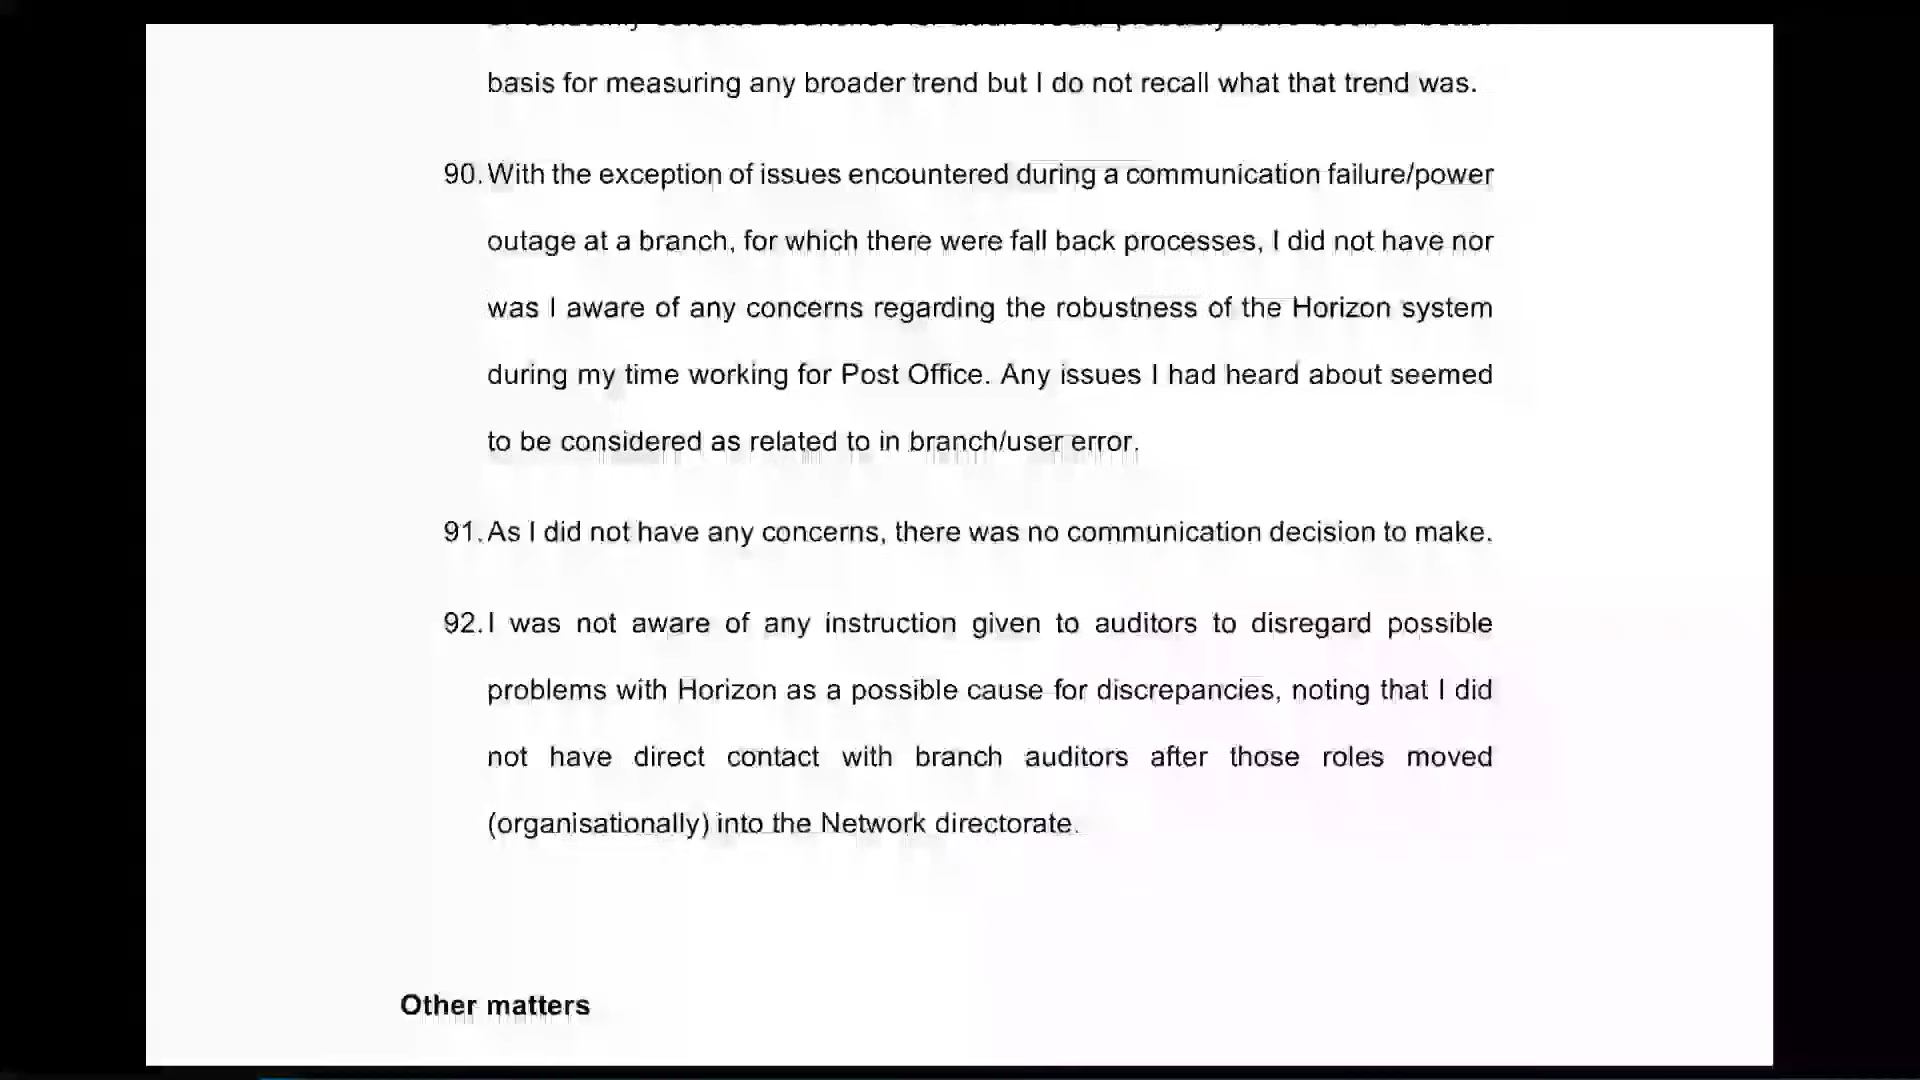 basis for measuring any broader trend but I do not recall what that trend was.
90. With the exception of issues encountered during a communication failure/power
outage at a branch, for which there were fall back processes, I did not have nor
was I aware of any concerns regarding the robustness of the Horizon system
during my time working for Post Office. Any issues I had heard about seemed
to be considered as related to in branch/user error.
91. As I did not have any concerns, there was no communication decision to make.
92. I was not aware of any instruction given to auditors to disregard possible
problems with Horizon as a possible cause for discrepancies, noting that I did
not have direct contact with branch auditors after those roles moved
(organisationally) into the Network directorate.
Other matters